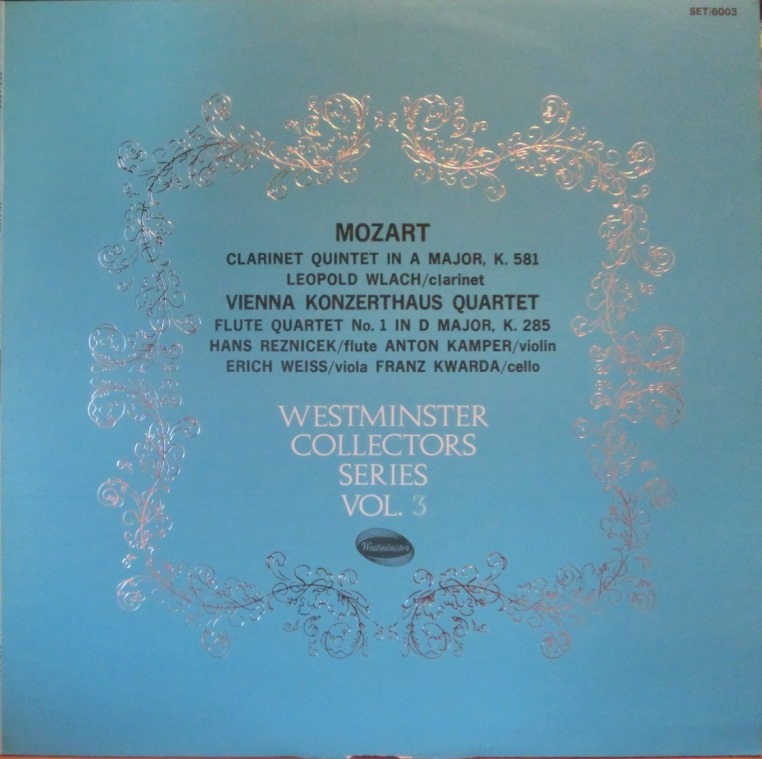 SET/6003
MOZART
CLARINET QUINTET IN A MAJOR, K. 581
LEOPOLD WLACH/clarinet
VIENNA KONZERTHAUS QUARTET
FLUTE QUARTET No. 1 IN D MAJOR, K. 285
HANS REZNICEK/flute ANTON KAMPER/violin
ERICH WEISS/viola FRANZ KWARDA/cello
WESTMINSTER
COLLECTORS
SERIES
VOL. 3
Westminster